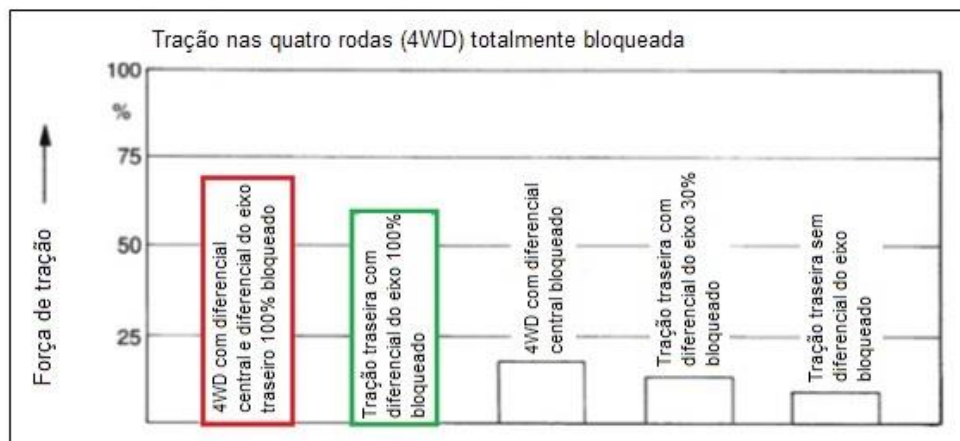 Tração nas quatro rodas (4WD) totalmente bloqueada
100
%
75
50
25
Força de tração
4WD com diferencial
central e diferencial do eixo
traseiro 100% bloqueado
Tração traseira com
diferencial do eixo 100%
bloqueado
4WD com diferencial
central bloqueado
Tração traseira com
diferencial do eixo 30%
bloqueado
Tração traseira sem
diferencial do eixo
bloqueado